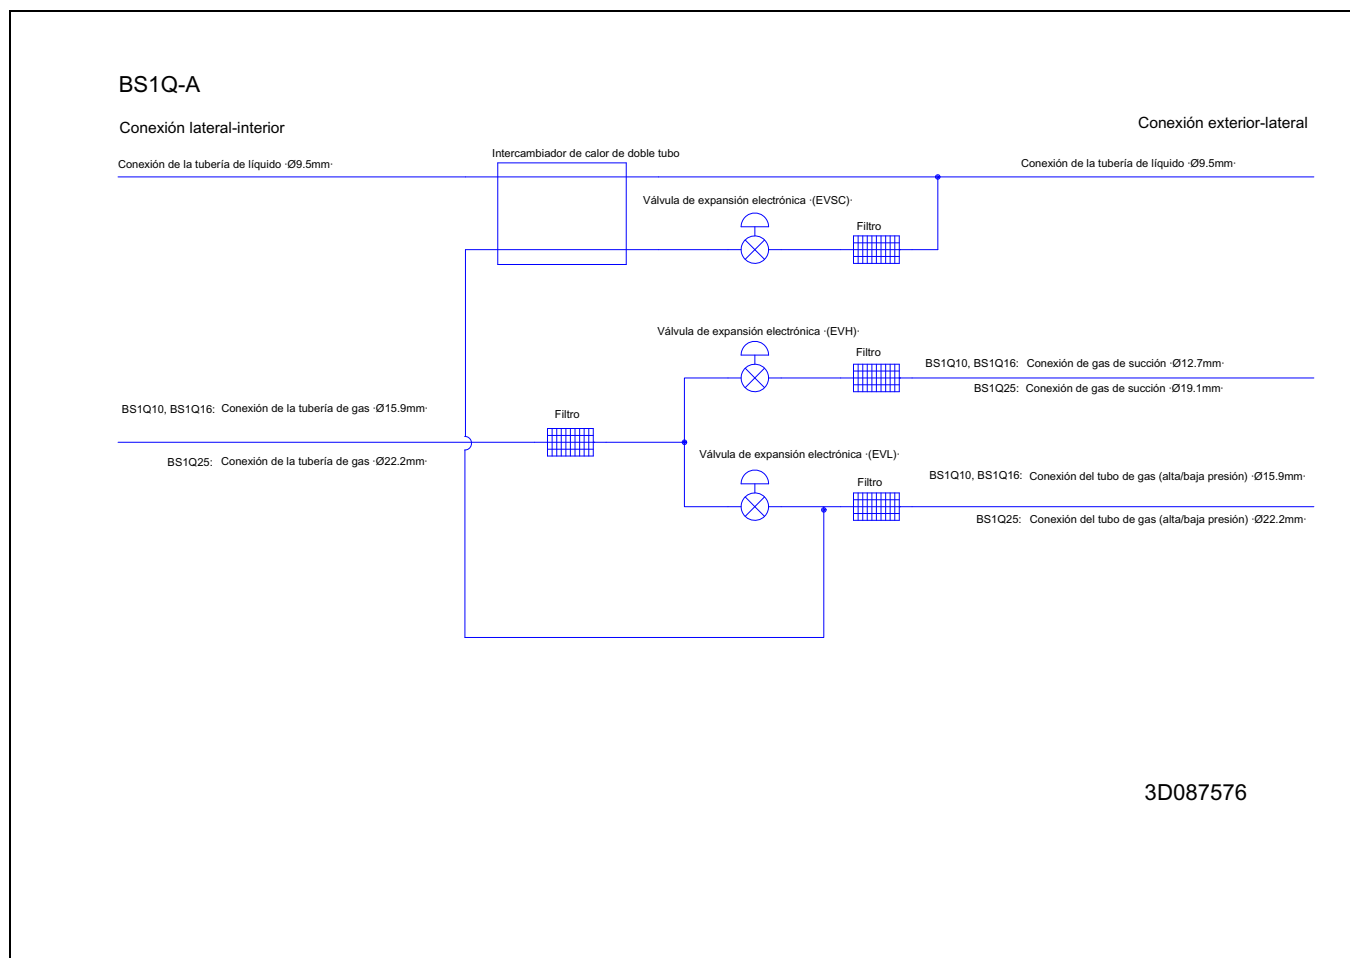 BS1Q-A
Conexión lateral-interior
Conexión exterior-lateral
Conexión de la tubería de líquido ·Ø9.5mm·
Intercambiador de calor de doble tubo
Conexión de la tubería de líquido ·Ø9.5mm·
Válvula de expansión electrónica ·(EVSC)·
Filtro
Válvula de expansión electrónica ·(EVH)·
Filtro
BS1Q10, BS1Q16: Conexión de gas de succión ·Ø12.7mm·
BS1Q25: Conexión de gas de succión ·Ø19.1mm·
BS1Q10, BS1Q16: Conexión de la tubería de gas ·Ø15.9mm·
Filtro
BS1Q25: Conexión de la tubería de gas ·Ø22.2mm·
Válvula de expansión electrónica ·(EVL)·
Filtro
BS1Q10, BS1Q16: Conexión del tubo de gas (alta/baja presión) ·Ø15.9mm·
BS1Q25: Conexión del tubo de gas (alta/baja presión) ·Ø22.2mm·
3D087576